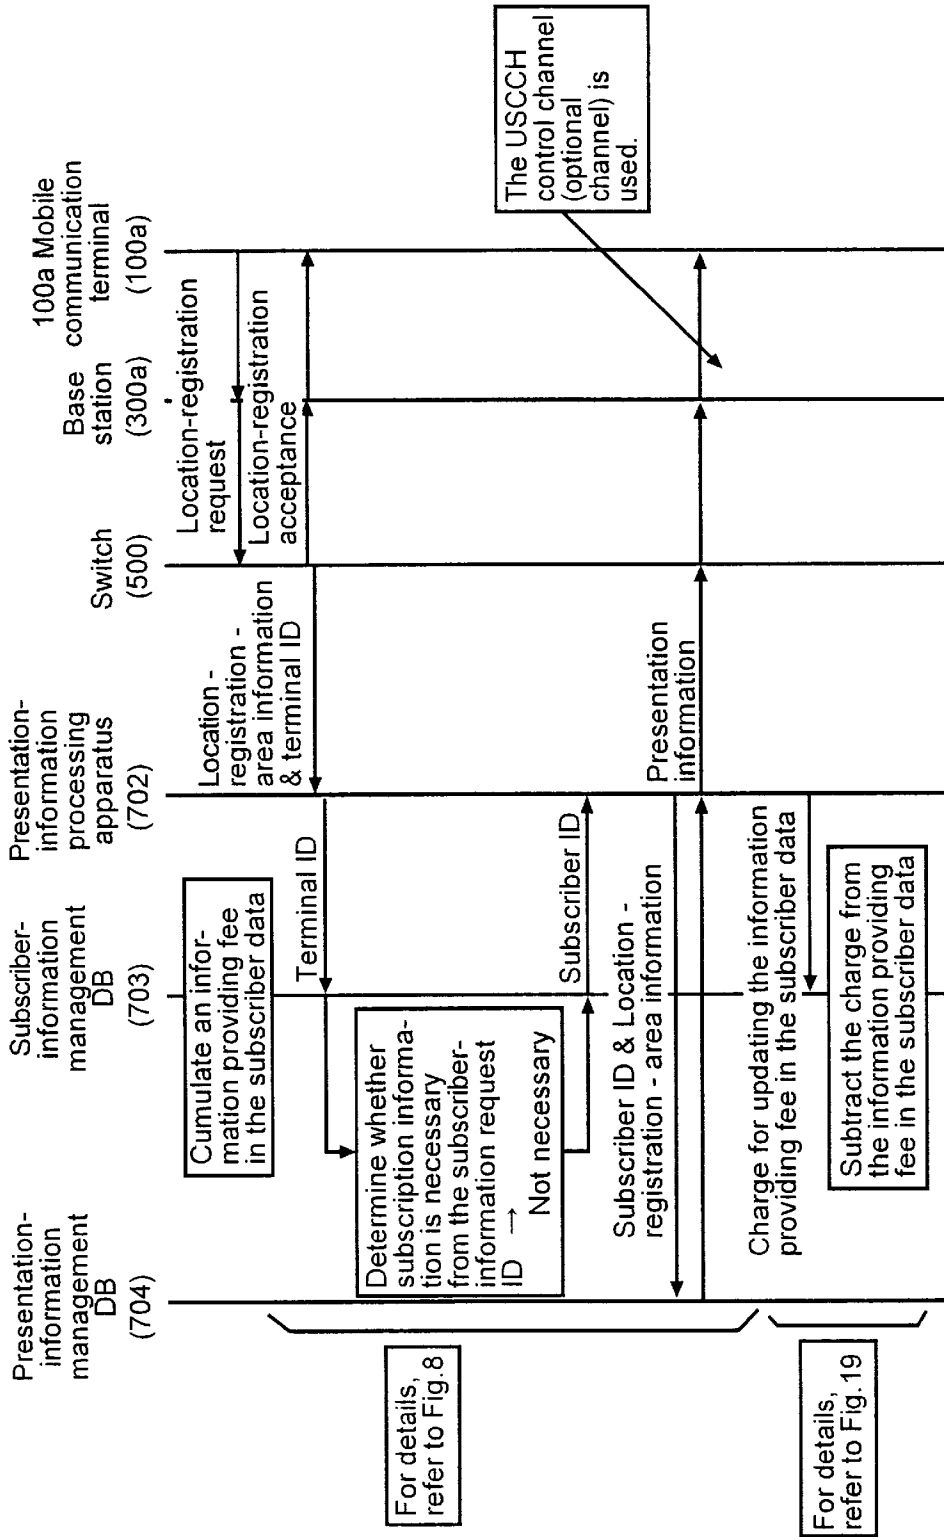 Presentation-
information
management
DB
(704)
Subscriber-
information
management
DB
(703)
Presentation-
information
processing
apparatus
(702)
Switch
(500)
Base
station
(300a)
100a Mobile
communication
terminal
(100a)
Cumulate an infor-
mation providing fee
in the subscriber data
Location -
registration -
area information
& terminal ID
Location-registration
request
Location-registration
acceptance
Terminal ID
Determine whether
subscription informa-
tion is necessary
from the subscriber-
information request
ID →
Not necessary
Subscriber ID
For details,
refer to Fig.8
Subscriber ID & Location -
registration - area information
Presentation
information
The USCCH
control channel
(optional
channel) is
used.
Charge for updating the information
providing fee in the subscriber data
Subtract the charge from
the information providing
fee in the subscriber data
For details,
refer to Fig.19